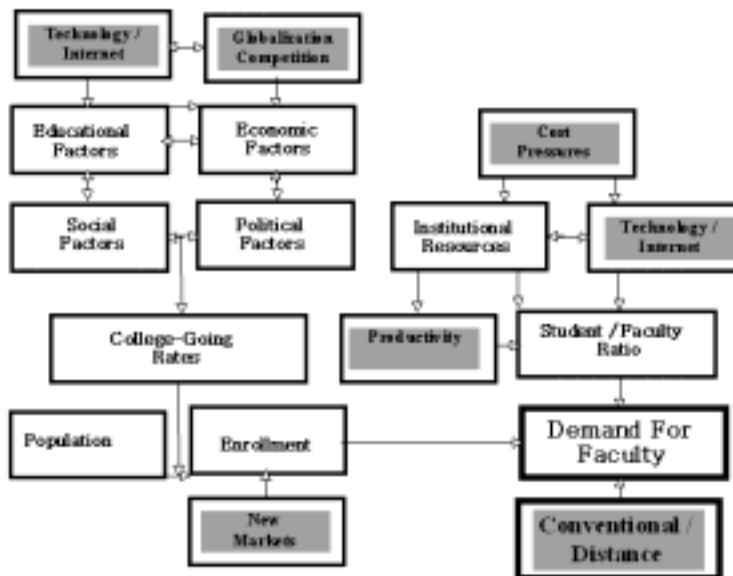 Technology /
Internet
Globalization
Competition
Educational
Factors
Economic
Factors
Cost
Pressures
Social
Factors
Political
Factors
Institutional
Resources
Technology /
Internet
College-Going
Rates
Productivity
Student / Faculty
Ratio
Population
Enrollment
Demand For
Faculty
New
Markets
Conventional /
Distance